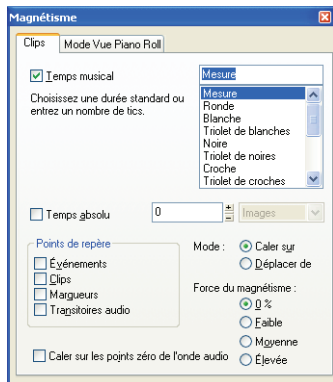 Magnétisme
Clips
Mode Vue Piano Roll
Temps musical
Choisissez une durée standard ou
entrez un nombre de tics.
Mesure
Mesure
Ronde
Blanche
Triolet de blanches
Noire
Triolet de noires
Croche
Triolet de croches
Temps absolu
0
Images
Points de repère
Événements
Clips
Margueurs
Transitoires audio
Mode :
Caler sur
Déplacer de
Force du magnétisme :
0 %
Faible
Moyenne
Élevée
Caler sur les points zéro de l'onde audio